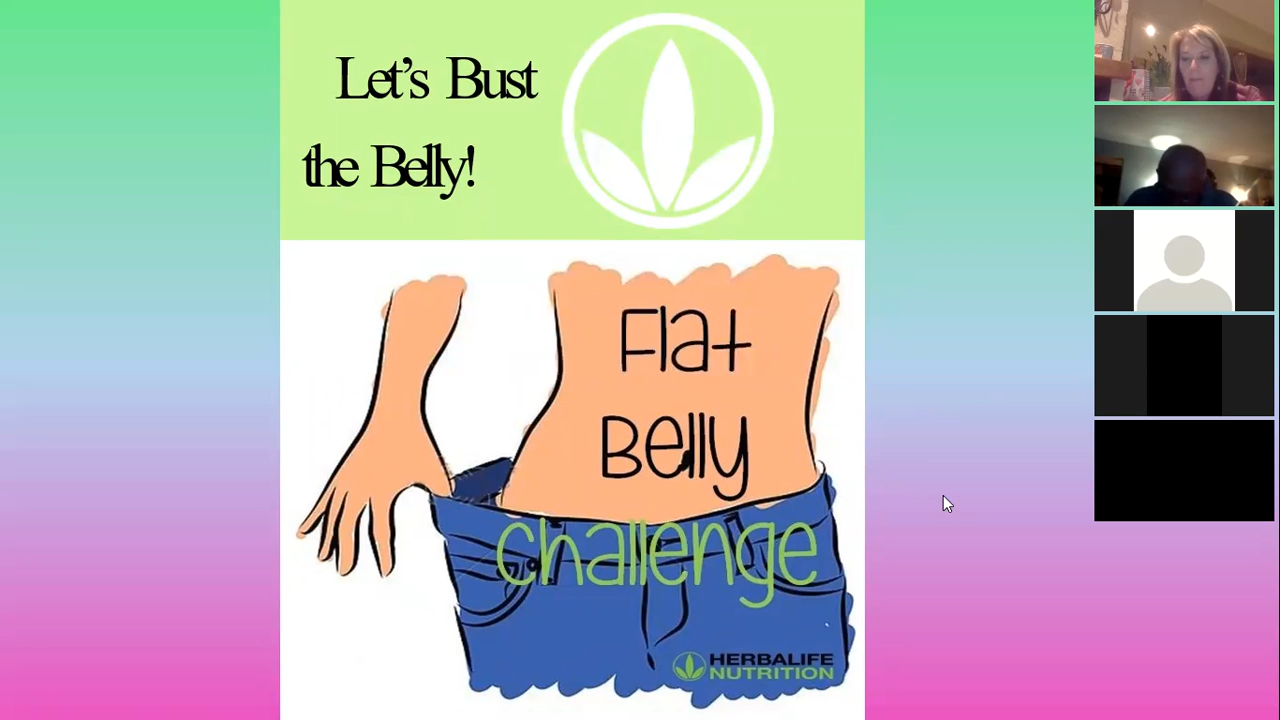 Let's Bust
the Belly!
Flat
Belly
challenge
HERBALIFE
NUTRITION